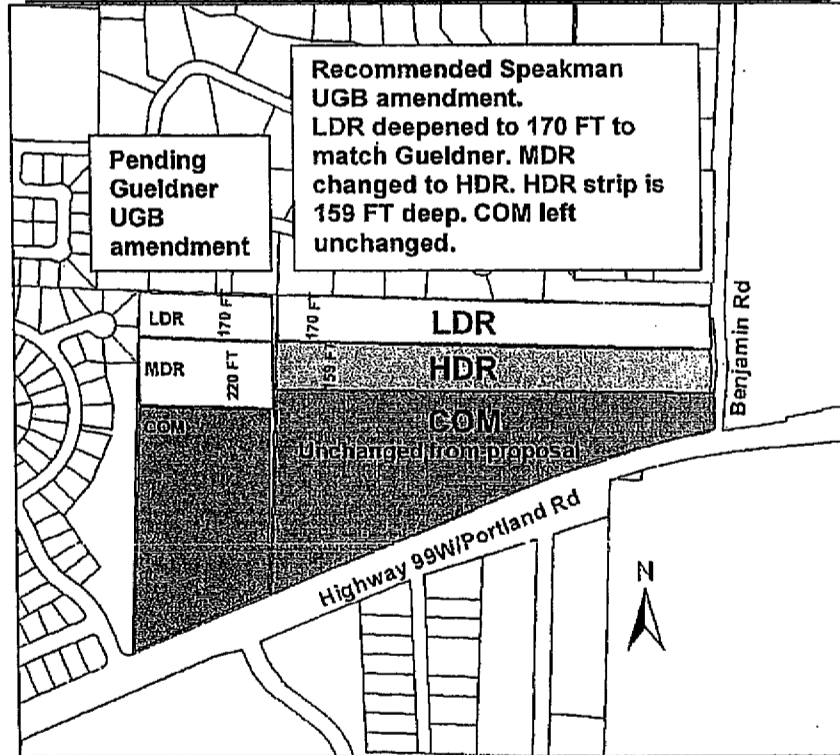 Recommended Speakman
UGB amendment.
LDR deepened to 170 FT to
match Gueldner. MDR
changed to HDR. HDR strip is
159 FT deep. COM left
unchanged.
Pending
Gueldner
UGB
amendment
LDR
170 FT
170 FT
LDR
MDR
220 FT
159 FT
HDR
COM
COM
Unchanged from proposal
Benjamin Rd
Highway 99W/Portland Rd
N